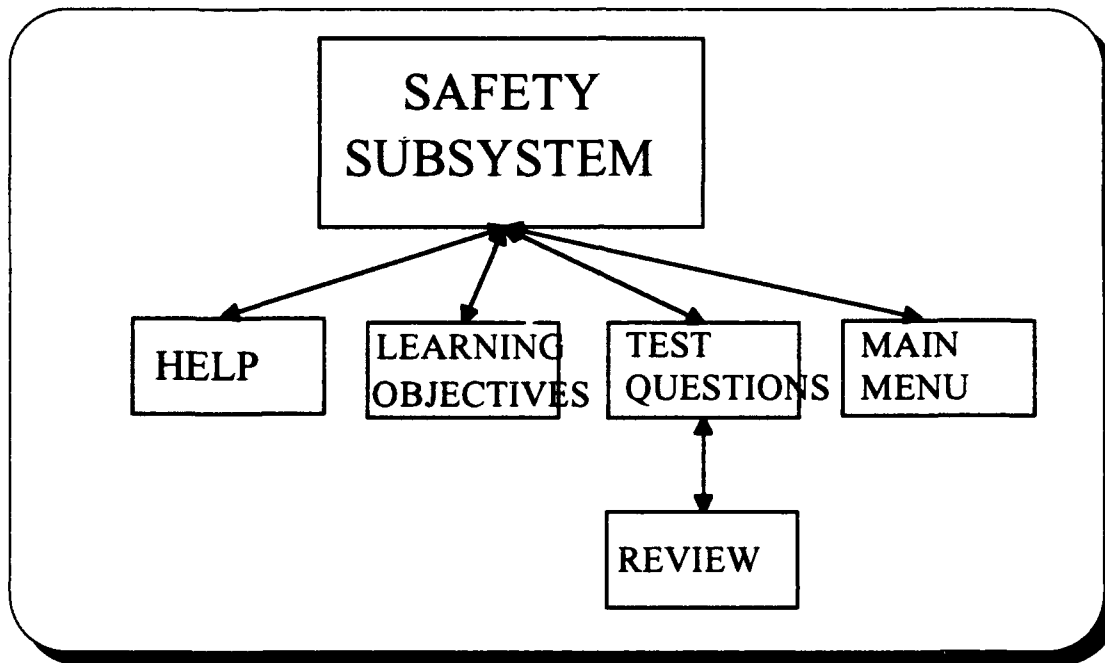 SAFETY
SUBSYSTEM
HELP
LEARNING
OBJECTIVES
TEST
QUESTIONS
MAIN
MENU
REVIEW